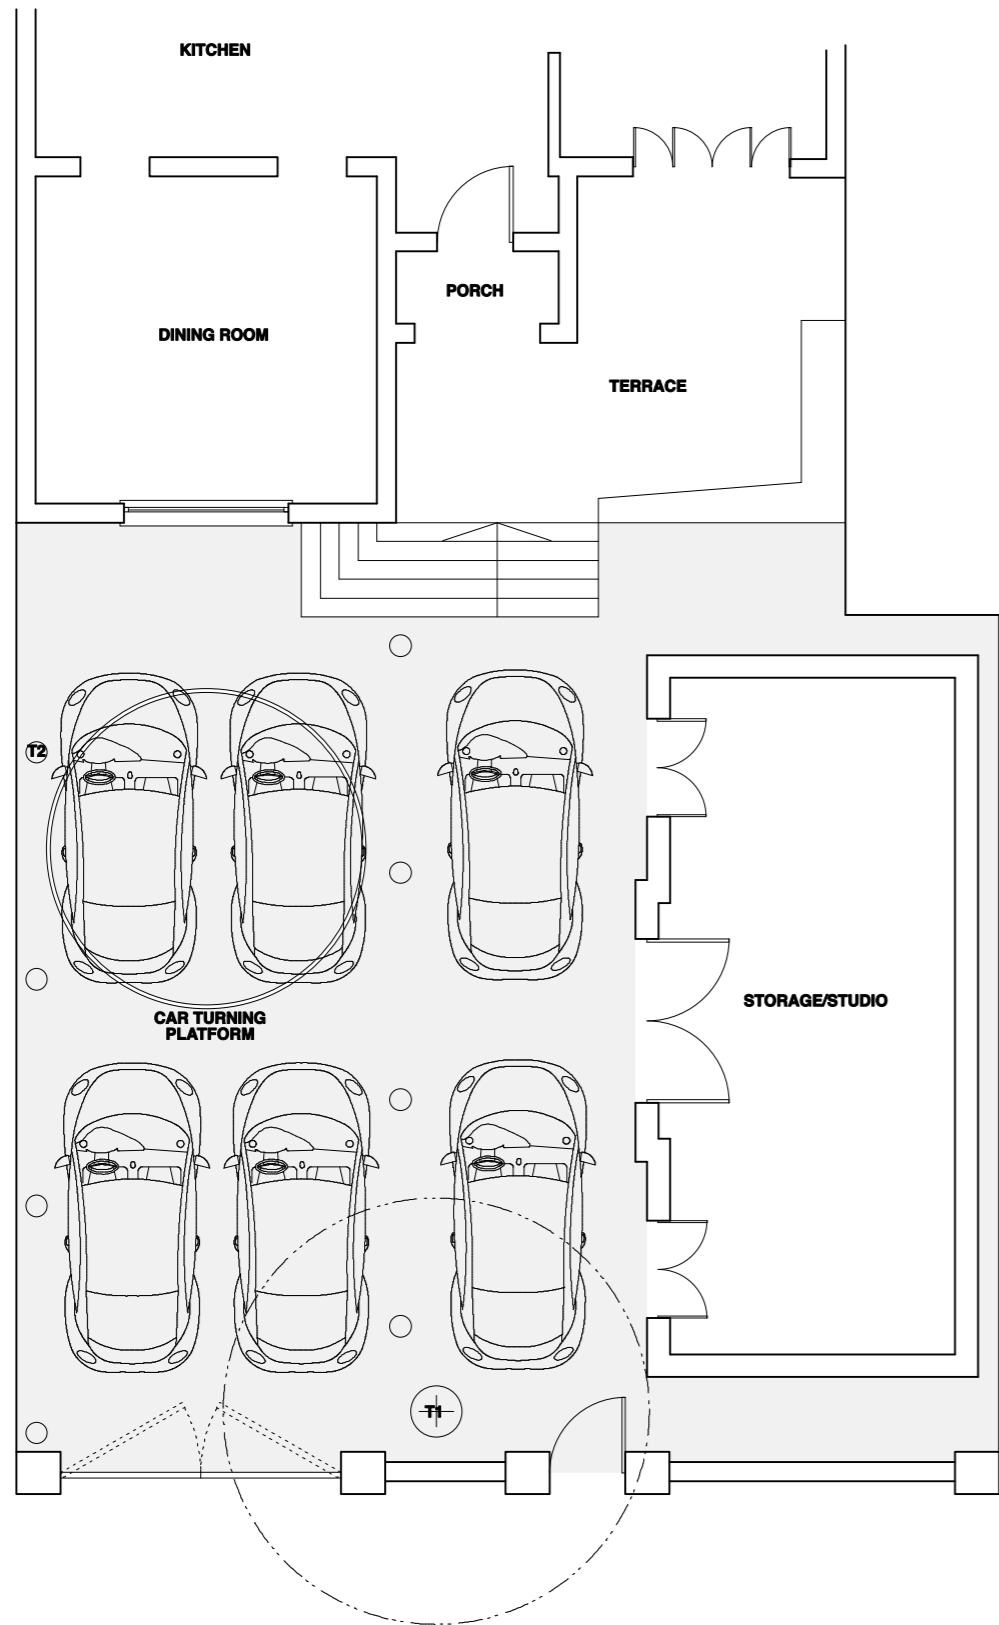 KITCHEN
PORCH
DINING ROOM
TERRACE
T2
STORAGE/STUDIO
CAR TURNING
PLATFORM
T1